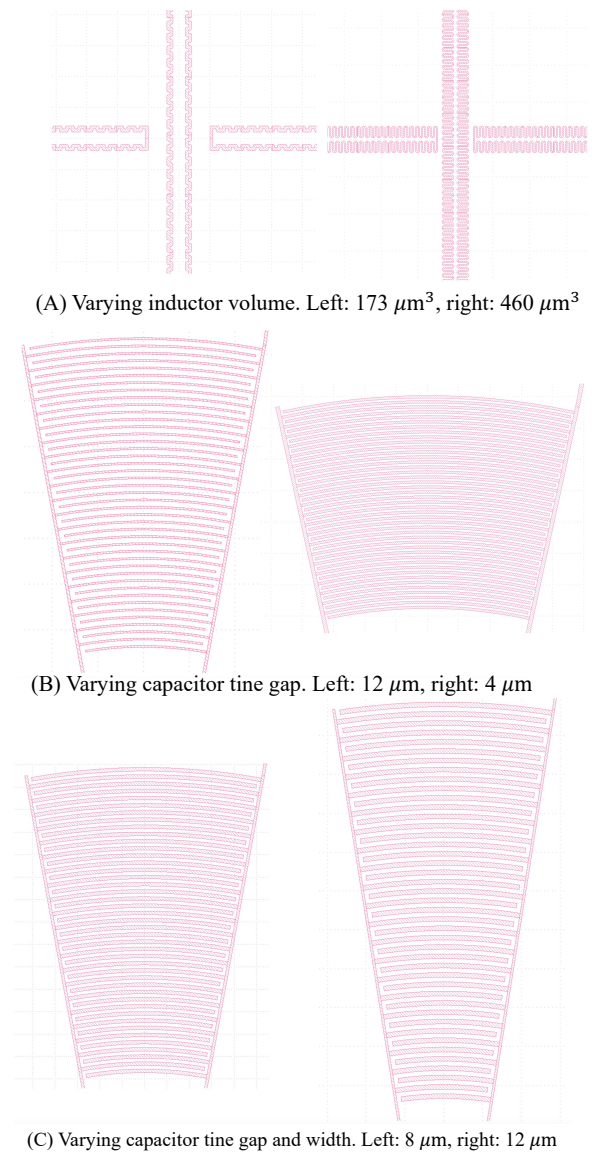 (A) Varying inductor volume. Left: 173 μm³, right: 460 μm³
(B) Varying capacitor tine gap. Left: 12 μm, right: 4 μm
(C) Varying capacitor tine gap and width. Left: 8 μm, right: 12 μm